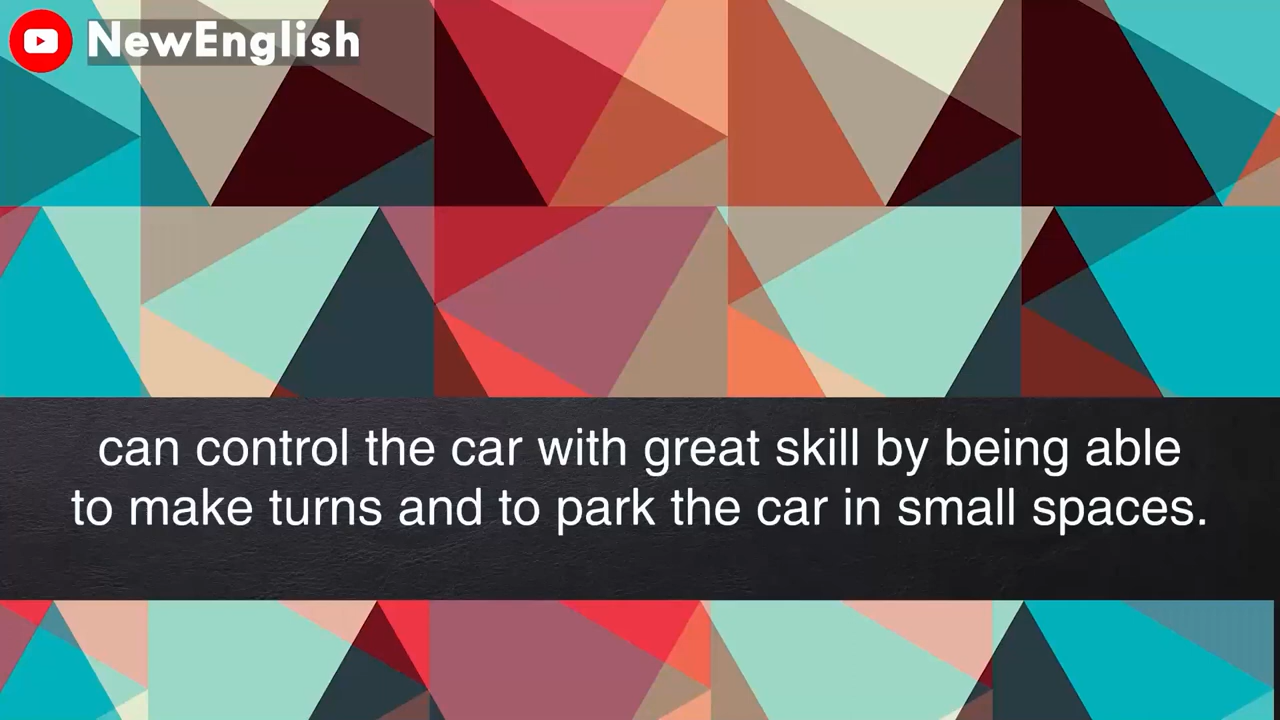 NewEnglish
can control the car with great skill by being able
to make turns and to park the car in small spaces.